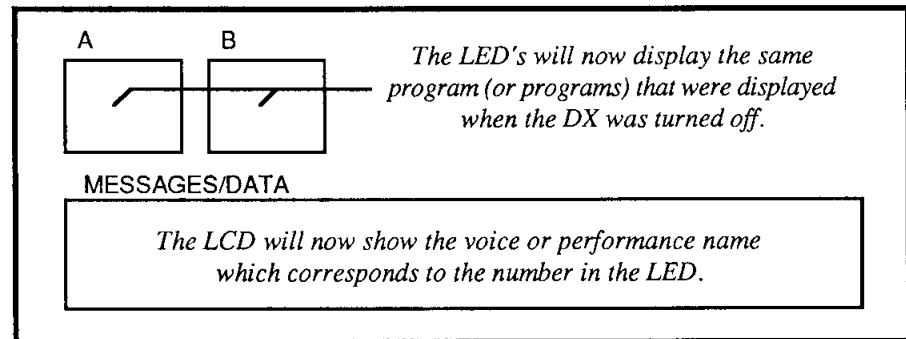 A B
The LED's will now display the same
program (or programs) that were displayed
when the DX was turned off.
MESSAGES/DATA
The LCD will now show the voice or performance name
which corresponds to the number in the LED.